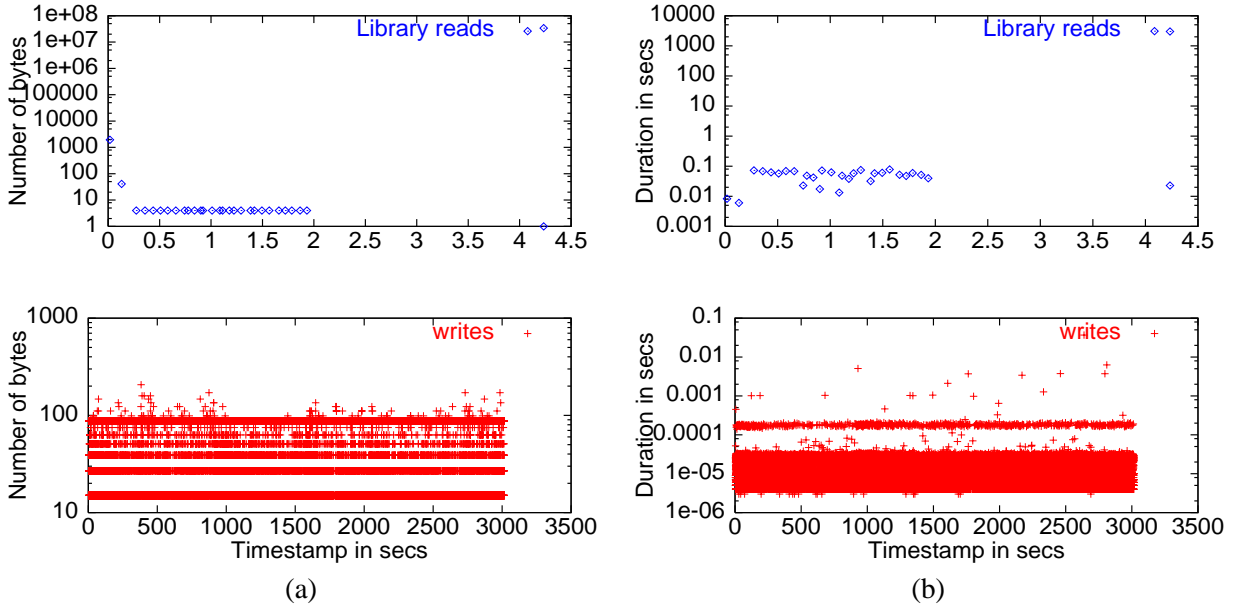 Number of bytes
1e+08
1e+07
1e+06
100000
10000
1000
100
10
1
Library reads
0 0.5 1 1.5 2 2.5 3 3.5 4 4.5
Duration in secs
10000
1000
100
10
1
0.1
0.01
0.001
Library reads
0 0.5 1 1.5 2 2.5 3 3.5 4 4.5
Number of bytes
1000
100
10
writes
0 500 1000 1500 2000 2500 3000 3500
Timestamp in secs
(a)
Duration in secs
0.1
0.01
0.001
0.0001
1e-05
1e-06
writes
0 500 1000 1500 2000 2500 3000 3500
Timestamp in secs
(b)